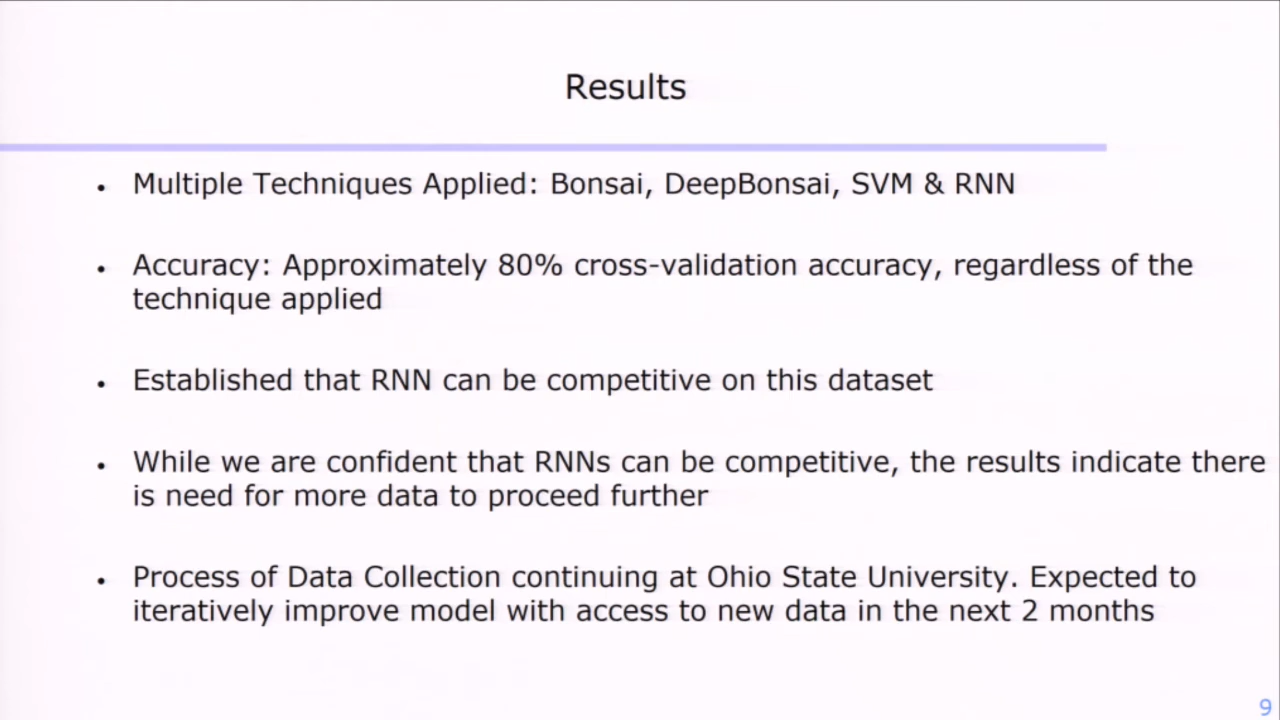 Results
• Multiple Techniques Applied: Bonsai, DeepBonsai, SVM & RNN
• Accuracy: Approximately 80% cross-validation accuracy, regardless of the
technique applied
• Established that RNN can be competitive on this dataset
• While we are confident that RNNs can be competitive, the results indicate there
is need for more data to proceed further
• Process of Data Collection continuing at Ohio State University. Expected to
iteratively improve model with access to new data in the next 2 months
9